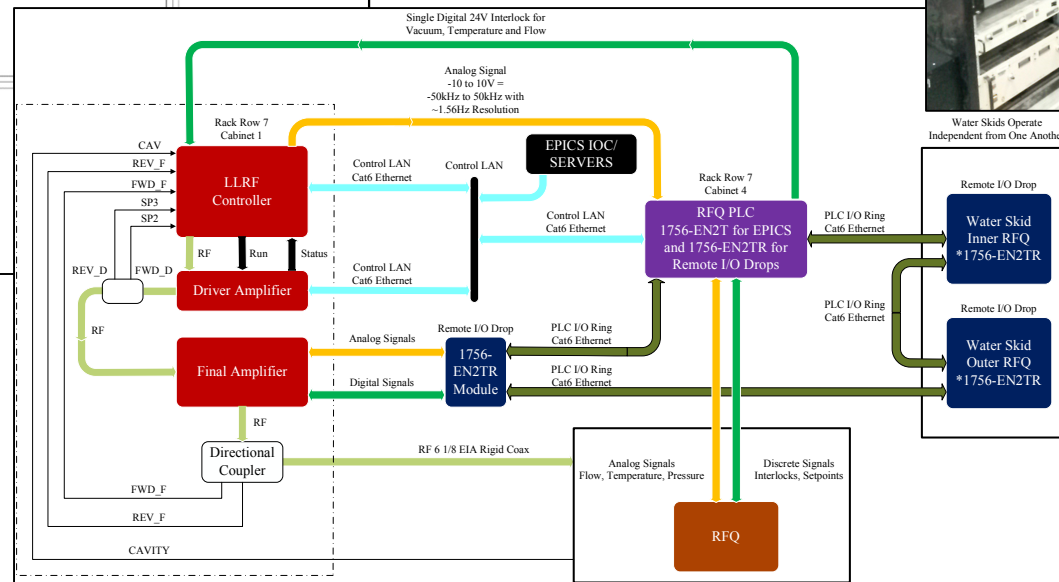 Single Digital 24V Interlock for
Vacuum, Temperature and Flow
Analog Signal
-10 to 10V =
-50kHz to 50kHz with
~1.56Hz Resolution
Water Skids Operate
Independent from One Anothe
Rack Row 7
Cabinet 1
CAV
REV_F
FWD_F
SP3
SP2
LLRF
Controller
Control LAN
Cat6 Ethernet
Control LAN
EPICS IOC/
SERVERS
Rack Row 7
Cabinet 4
RFQ PLC
1756-EN2T for EPICS
and 1756-EN2TR for
Remote I/O Drops
Control LAN
Cat6 Ethernet
PLC I/O Ring
Cat6 Ethernet
Remote I/O Drop
Water Skid
Inner RFQ
*1756-EN2TR
RF
Run
Status
REV_D
FWD_D
Driver Amplifier
Control LAN
Cat6 Ethernet
PLC I/O Ring
Cat6 Ethernet
Remote I/O Drop
Water Skid
Outer RFQ
*1756-EN2TR
RF
Final Amplifier
Analog Signals
Digital Signals
Remote I/O Drop
1756-
EN2TR
Module
PLC I/O Ring
Cat6 Ethernet
PLC I/O Ring
Cat6 Ethernet
RF
Directional
Coupler
RF 6 1/8 EIA Rigid Coax
FWD_F
REV_F
CAVITY
Analog Signals
Flow, Temperature, Pressure
Discrete Signals
Interlocks, Setpoints
RFQ